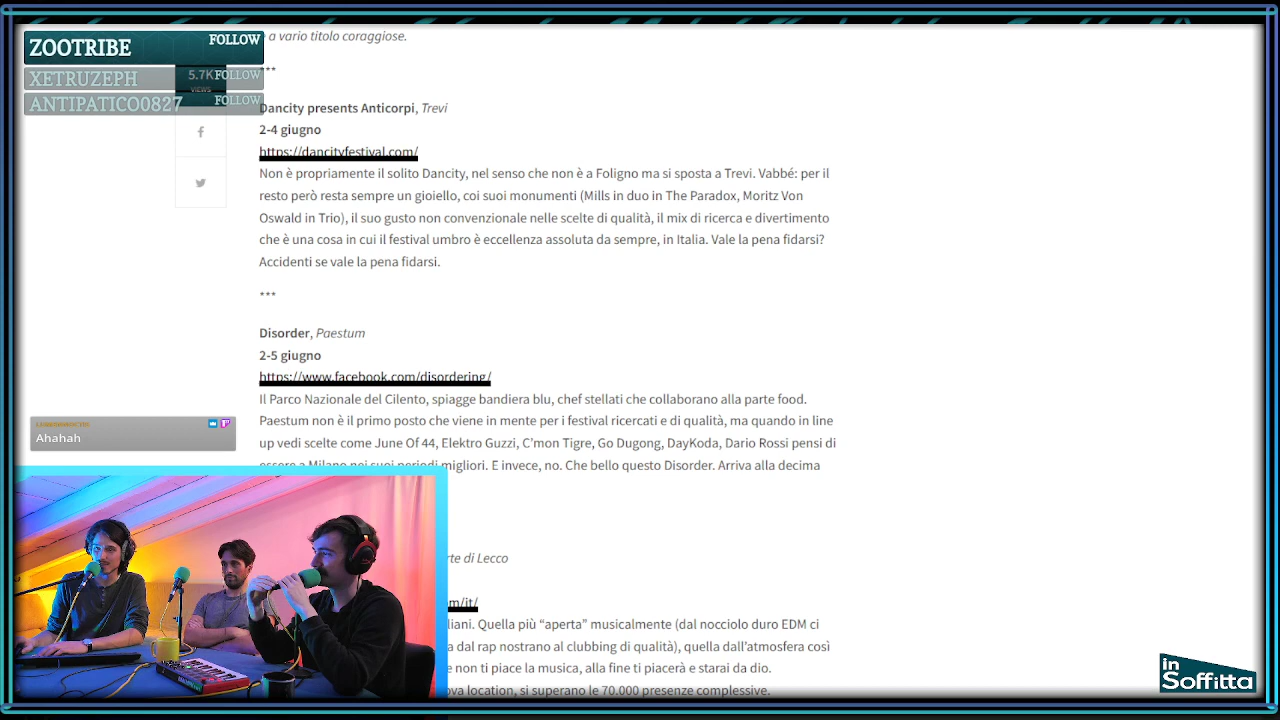 ZOOTRIBE FOLLOW
XETRUZEPH FOLLOW
ANTIPATICO0827 FOLLOW
5.7K
VIEWS
a vario titolo coraggiose.
***
Dancity presents Anticorpi, Trevi
2-4 giugno
https://dancityfestival.com/
Non è propriamente il solito Dancity, nel senso che non è a Foligno ma si sposta a Trevi. Vabbé: per il
resto però resta sempre un gioiello, coi suoi monumenti (Mills in duo in The Paradox, Moritz Von
Oswald in Trio), il suo gusto non convenzionale nelle scelte di qualità, il mix di ricerca e divertimento
che è una cosa in cui il festival umbro è eccellenza assoluta da sempre, in Italia. Vale la pena fidarsi?
Accidenti se vale la pena fidarsi.
***
Disorder, Paestum
2-5 giugno
https://www.facebook.com/disordering/
Il Parco Nazionale del Cilento, spiagge bandiera blu, chef stellati che collaborano alla parte food.
Paestum non è il primo posto che viene in mente per i festival ricercati e di qualità, ma quando in line
up vedi scelte come June Of 44, Elektro Guzzi, C'mon Tigre, Go Dugong, DayKoda, Dario Rossi pensi di
essere a Milano nei suoi periodi migliori. E invece, no. Che bello questo Disorder. Arriva alla decima
Ahahah
rte di Lecco
m/it/
liani. Quella più “aperta” musicalmente (dal nocciolo duro EDM ci
a dal rap nostrano al clubbing di qualità), quella dall’atmosfera così
e non ti piace la musica, alla fine ti piacerà e starai da dio.
ova location, si superano le 70.000 presenze complessive.
in
Soffitta